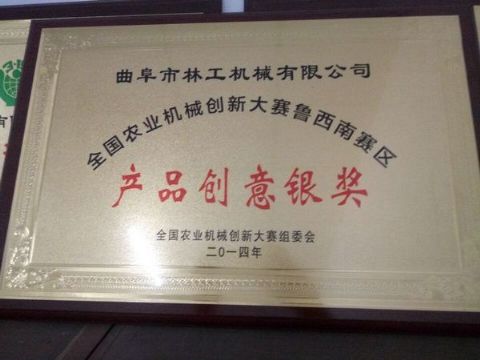 曲阜市林工机械有限公司
全国农业机械创新大赛鲁西南赛区
产品创意银奖
全国农业机械创新大赛组委会
二〇一四年